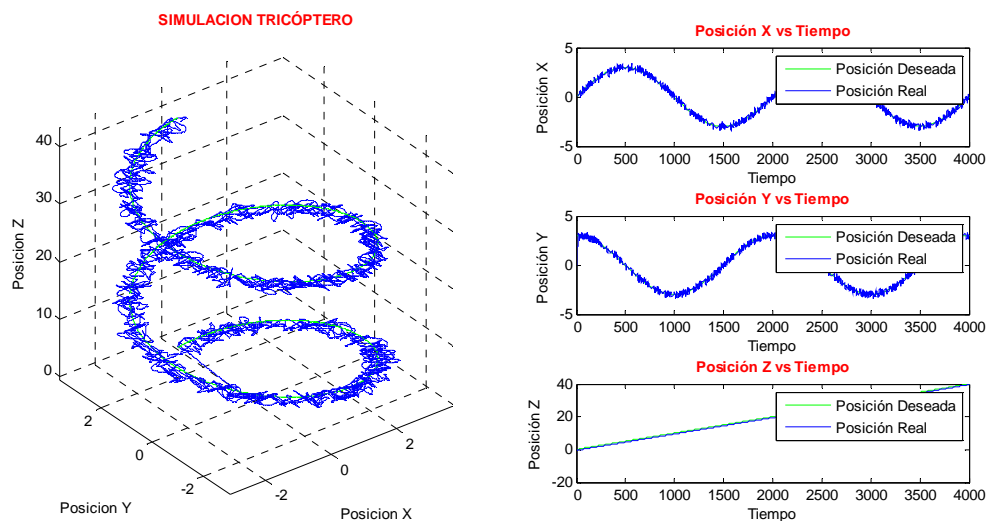 SIMULACION TRICÓPTERO
40
30
20
10
0
Posicion Z
2
0
-2
Posicion Y
-2
0
2
Posicion X
Posición X vs Tiempo
5
0
-5
Posición X
Posición Deseada
Posición Real
0 500 1000 1500 2000 2500 3000 3500 4000
Tiempo
Posición Y vs Tiempo
5
0
-5
Posición Y
Posición Deseada
Posición Real
0 500 1000 1500 2000 2500 3000 3500 4000
Tiempo
Posición Z vs Tiempo
40
20
0
-20
Posición Z
Posición Deseada
Posición Real
0 500 1000 1500 2000 2500 3000 3500 4000
Tiempo